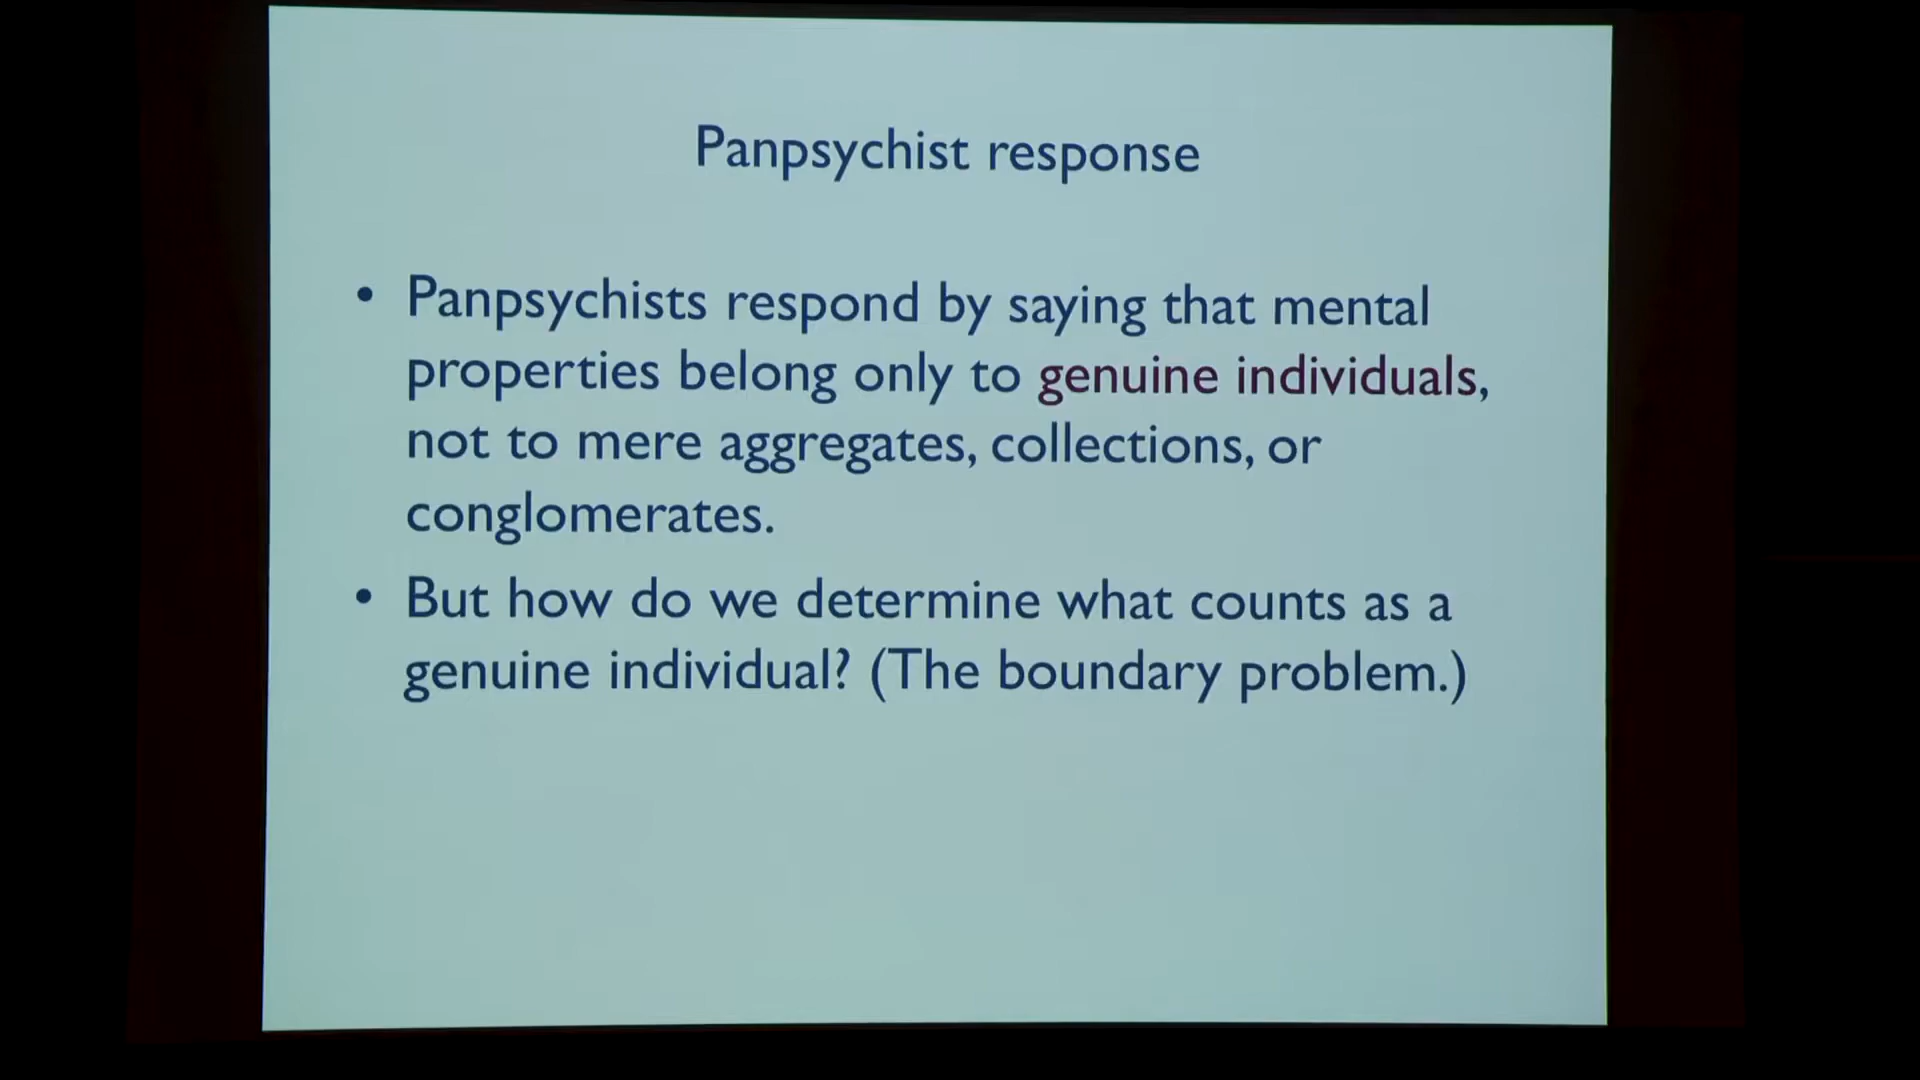 Panpsychist response
• Panpsychists respond by saying that mental
properties belong only to genuine individuals,
not to mere aggregates, collections, or
conglomerates.
• But how do we determine what counts as a
genuine individual? (The boundary problem.)